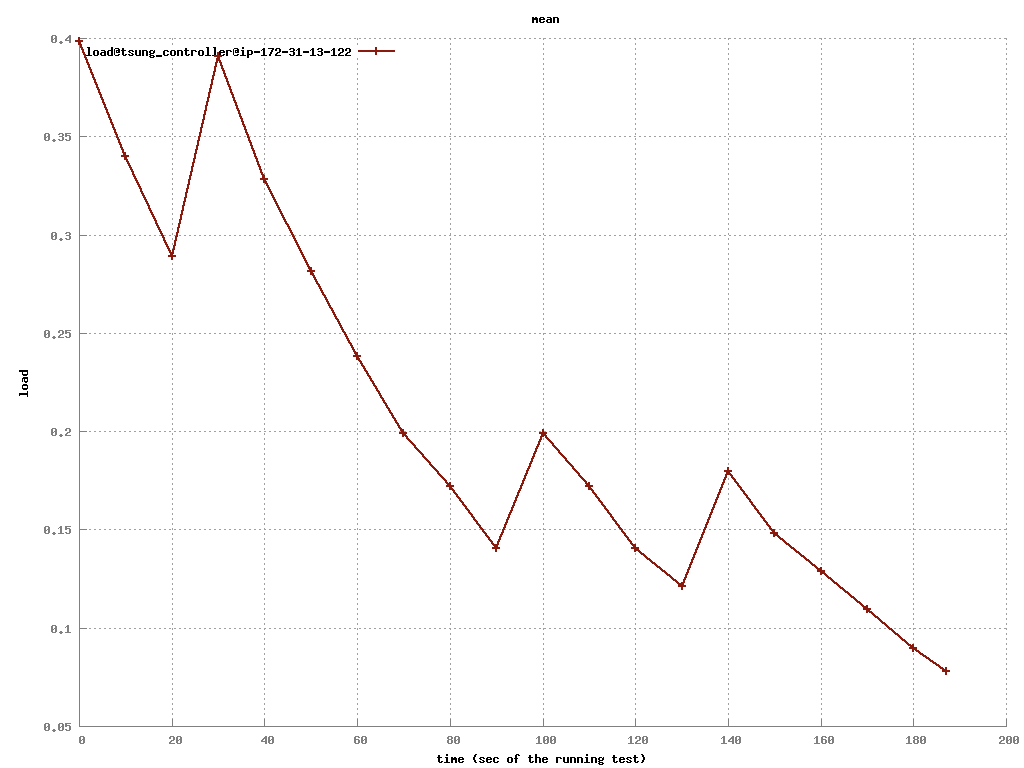 mean
load@tsung_controller@ip-172-31-13-122
0.4
0.35
0.3
0.25
0.2
0.15
0.1
0.05
load
0 20 40 60 80 100 120 140 160 180 200
time (sec of the running test)